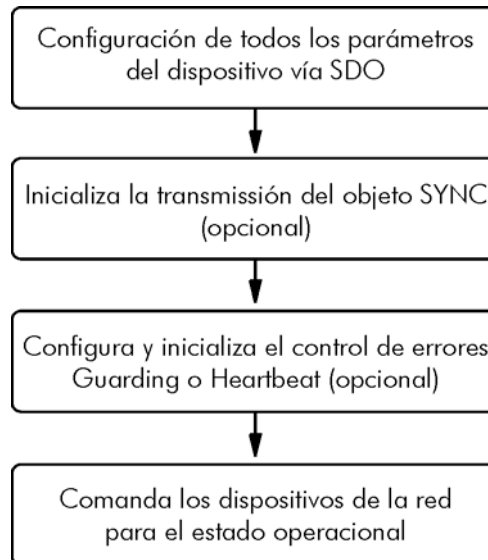 Configuración de todos los parámetros
del dispositivo vía SDO
Inicializa la transmissión del objeto SYNC
(opcional)
Configura y inicializa el control de errores
Guarding o Heartbeat (opcional)
Comanda los dispositivos de la red
para el estado operacional